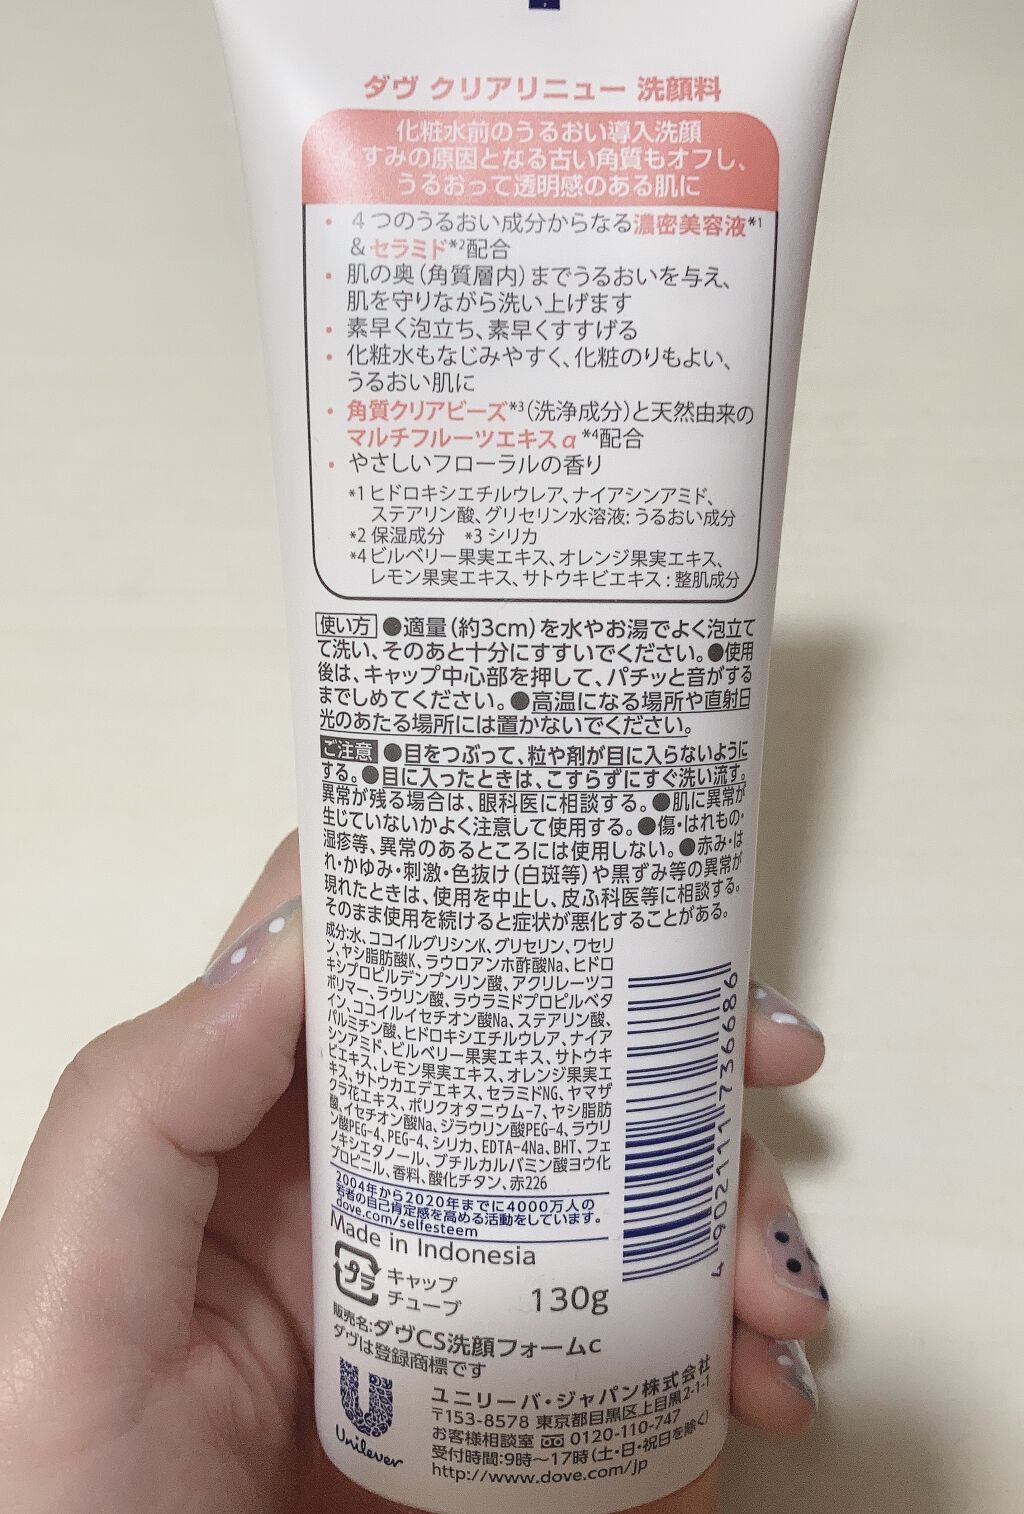 ダヴ クリアリニュー 洗顔料
化粧水前のうるおい導入洗顔
すみの原因となる古い角質もオフし、
うるおって透明感のある肌に
• 4つのうるおい成分からなる濃密美容液*1
&セラミド*2配合
• 肌の奥(角質層内)までうるおいを与え、
肌を守りながら洗い上げます
• 素早く泡立ち、素早くすすげる
• 化粧水もなじみやすく、化粧のりもよい、
うるおい肌に
• 角質クリアビーズ*3(洗浄成分)と天然由来の
マルチフルーツエキスα*4配合
• やさしいフローラルの香り
*1 ヒドロキシエチルウレア、ナイアシンアミド、
ステアリン酸、グリセリン水溶液: うるおい成分
*2 保湿成分 *3 シリカ
*4 ビルベリー果実エキス、オレンジ果実エキス、
レモン果実エキス、サトウキビエキス : 整肌成分
使い方 ●適量(約3cm)を水やお湯でよく泡立て
て洗い、そのあと十分にすすいでください。●使用
後は、キャップ中心部を押して、パチッと音がする
までしめてください。●高温になる場所や直射日
光のあたる場所には置かないでください。
ご注意 ●目をつぶって、粒や剤が目に入らないように
する。●目に入ったときは、こすらずにすぐ洗い流す。
異常が残る場合は、眼科医に相談する。●肌に異常が
生じていないかよく注意して使用する。●傷・はれもの・
湿疹等、異常のあるところには使用しない。●赤み・は
れ・かゆみ・刺激・色抜け(白斑等)や黒ずみ等の異常が
現れたときは、使用を中止し、皮ふ科医等に相談する。
そのまま使用を続けると症状が悪化することがある。
成分:水、ココイルグリシンK、グリセリン、ワセリ
ン、ヤシ脂肪酸K、ラウロアンホ酢酸Na、ヒドロ
キシプロピルデンプンリン酸、アクリレーツコ
ポリマー、ラウリン酸、ラウラミドプロピルベタ
イン、ココイルイセチオン酸Na、ステアリン酸、
パルミチン酸、ヒドロキシエチルウレア、ナイア
シンアミド、ビルベリー果実エキス、サトウキ
ビエキス、レモン果実エキス、オレンジ果実エ
キス、サトウカエデエキス、セラミドNG、ヤマザ
クラ花エキス、ポリクオタニウム-7、ヤシ脂肪
酸、イセチオン酸Na、ジラウリン酸PEG-4、ラウリ
ン酸PEG-4、PEG-4、シリカ、EDTA-4Na、BHT、フェ
ノキシエタノール、ブチルカルバミン酸ヨウ化
プロピニル、香料、酸化チタン、赤226
2004年から2020年までに4000万人の
若者の自己肯定感を高める活動をしています。
dove.com/selfesteem
Made in Indonesia
プラ キャップ
チューブ
130g
4902111736686
販売名:ダヴCS洗顔フォームc
ダヴは登録商標です
Unilever
ユニリーバ・ジャパン株式会社
〒153-8578 東京都目黒区上目黒2-1-1
お客様相談室 0120-110-747
受付時間:9時〜17時(土・日・祝日を除く)
http://www.dove.com/jp